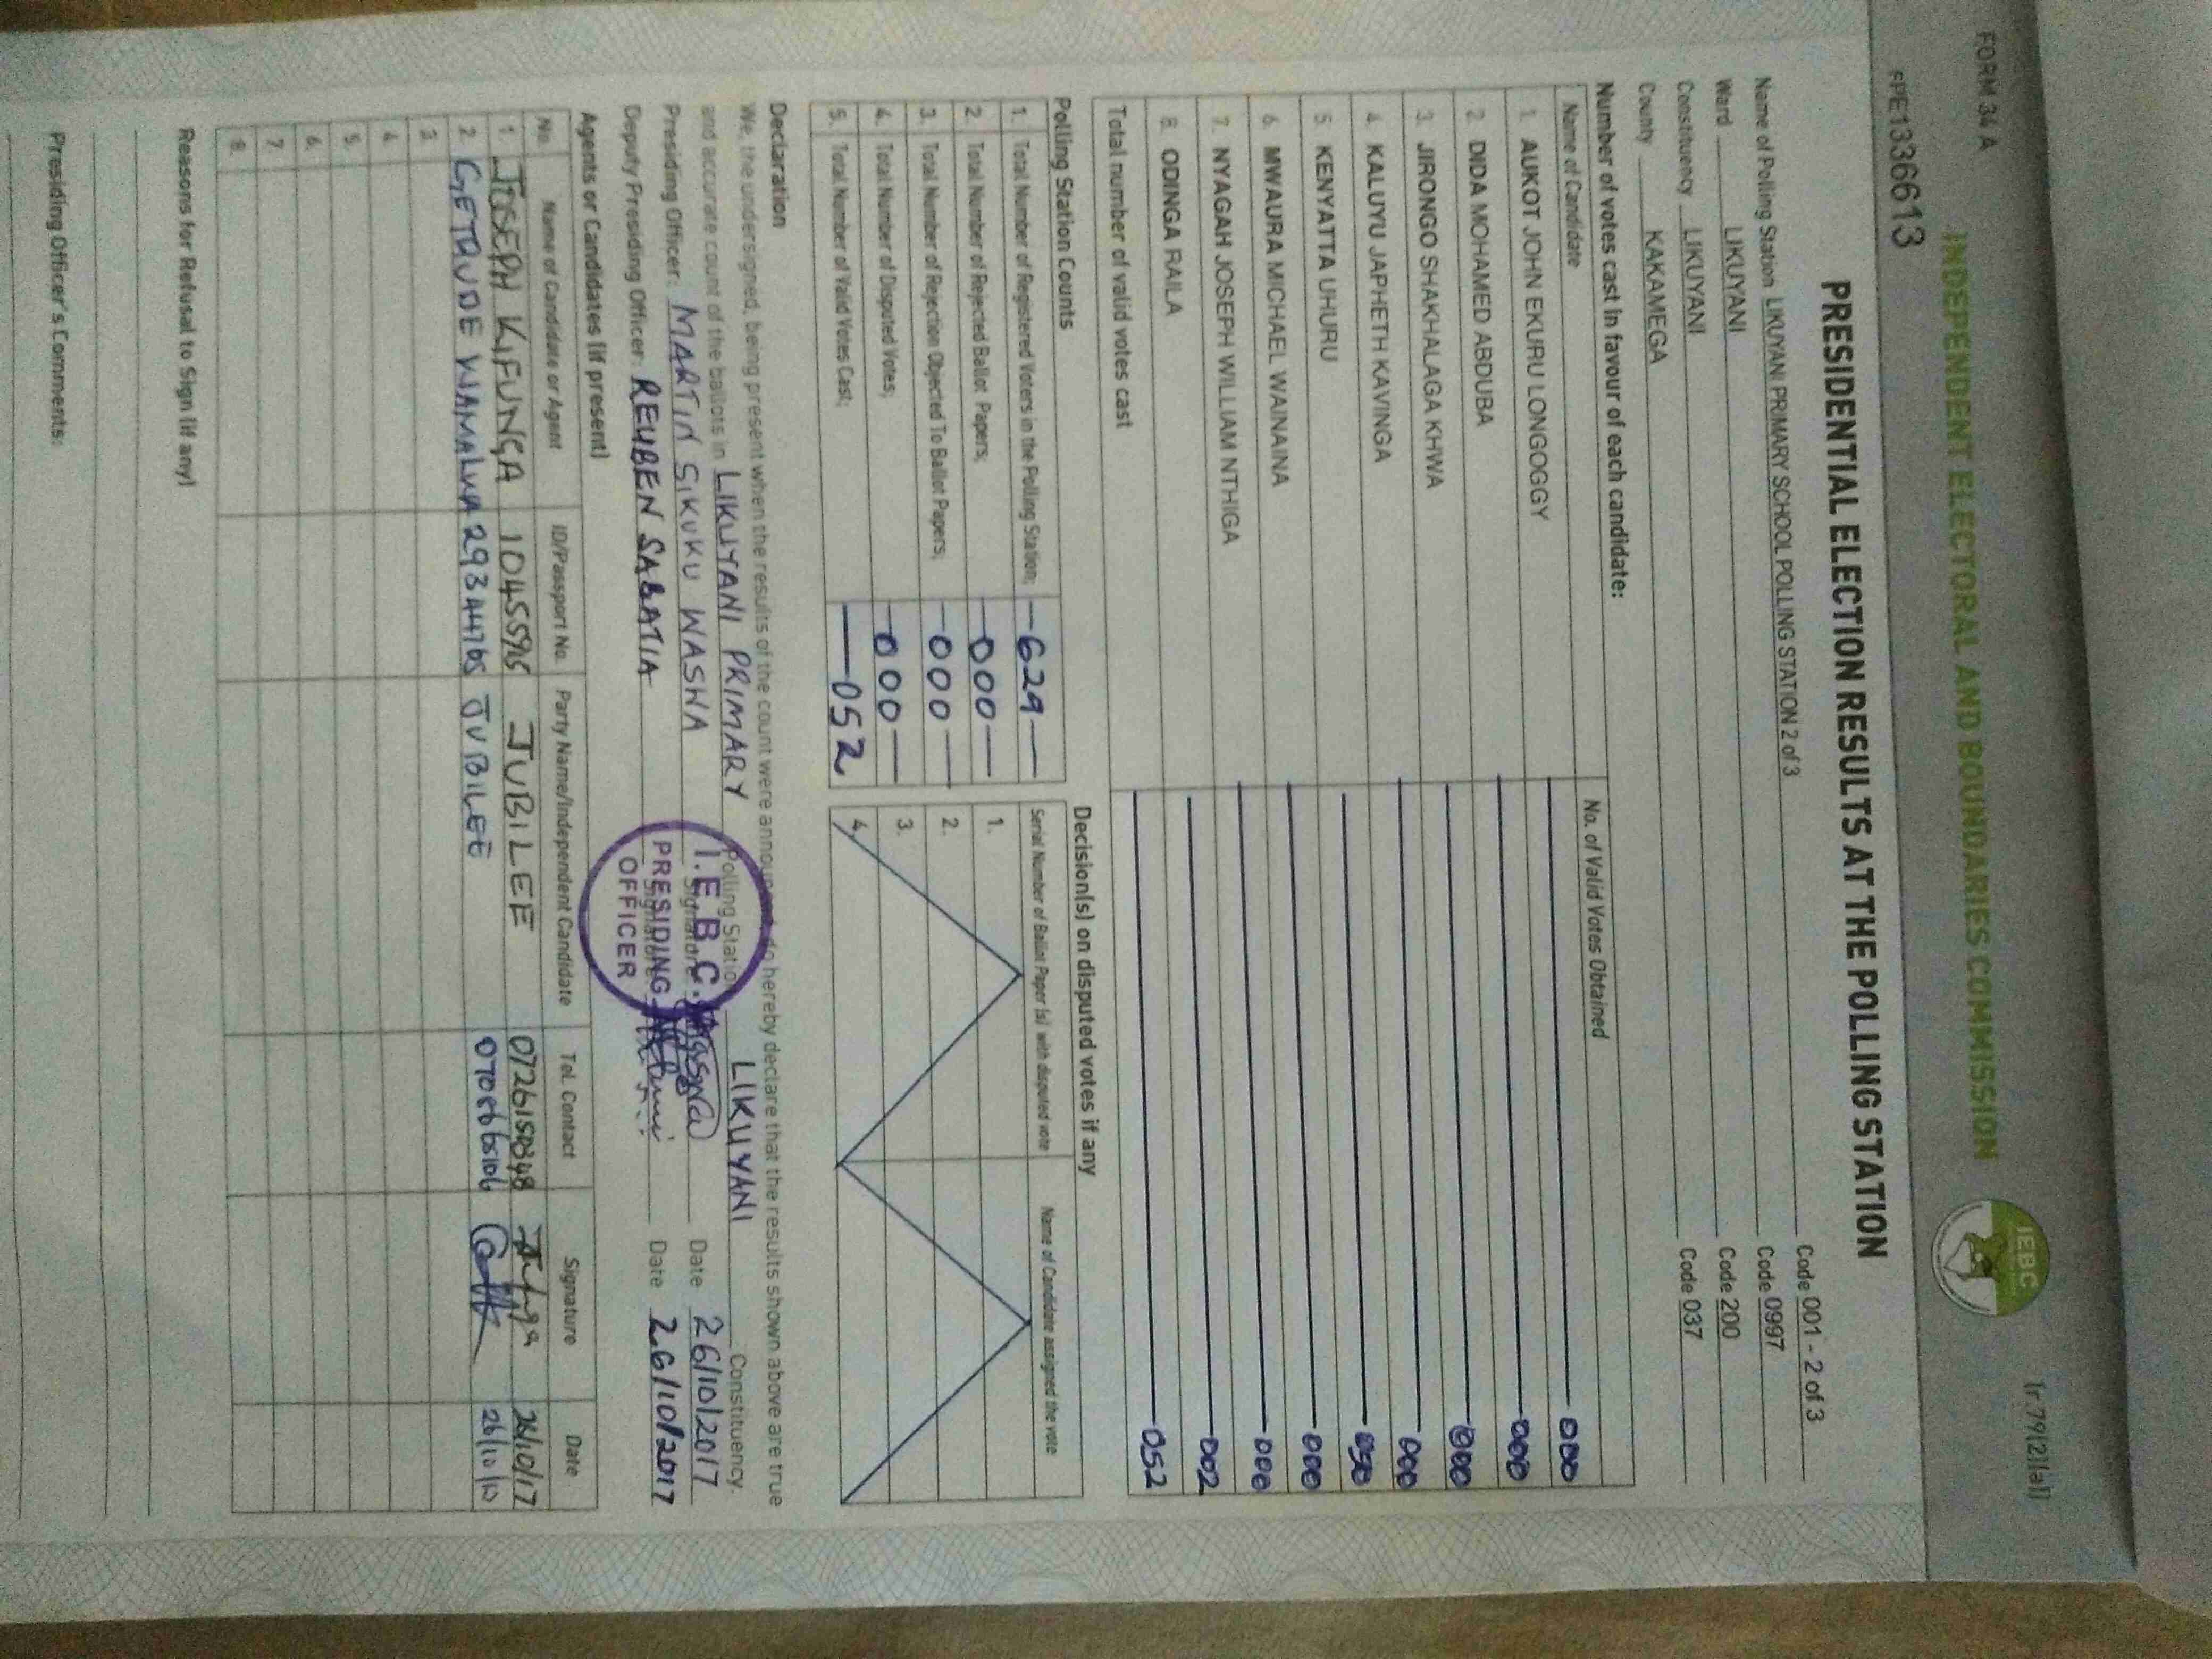 FORM 34 A
(r.79(2)(a))
INDEPENDENT ELECTORAL AND BOUNDARIES COMMISSION
IEBC
PRE1336613
PRESIDENTIAL ELECTION RESULTS AT THE POLLING STATION
Name of Polling Station LIKUYANI PRIMARY SCHOOL POLLING STATION 2 of 3 Code 001 - 2 of 3
Ward LIKUYANI Code 0997
Constituency LIKUYANI Code 200
County KAKAMEGA Code 037
Number of votes cast in favour of each candidate:
Name of Candidate No. of Valid Votes Obtained
1. AUKOT JOHN EKURU LONGOGGY 000
2. DIDA MOHAMED ABDUBA 000
3. JIRONGO SHAKHALAGA KHWA 000
4. KALUYU JAPHETH KAVINGA 000
5. KENYATTA UHURU 050
6. MWAURA MICHAEL WAINAINA 000
7. NYAGAH JOSEPH WILLIAM NTHIGA 000
8. ODINGA RAILA 002
Total number of valid votes cast 052
Polling Station Counts
1. Total Number of Registered Voters in the Polling Station; 629
2. Total Number of Rejected Ballot Papers; 000
3. Total Number of Rejection Objected To Ballot Papers; 000
4. Total Number of Disputed Votes; 000
5. Total Number of Valid Votes Cast; 052
Decision(s) on disputed votes if any
Serial Number of Ballot Paper (s) with disputed vote Name of Candidate assigned the vote
1.
2.
3.
4.
Declaration
We, the undersigned, being present when the results of the count were announced, do hereby declare that the results shown above are true
and accurate count of the ballots in LIKUYANI PRIMARY Polling Station LIKUYANI Constituency.
Presiding Officer: MARTIN SIKUKU WASHA Signature Date 26/10/2017
Deputy Presiding Officer: REUBEN SABATIA Signature Date 26/10/2017
I.E.B.C.
PRESIDING
OFFICER
Agents or Candidates (if present)
No. Name of Candidate or Agent ID/Passport No. Party Name/Independent Candidate Tel. Contact Signature Date
1. JOSEPH KIFUNGA JUBILEE 26/10/17
2. GETRUDE WAMALWA JUBILEE 26/10/10
3.
4.
5.
6.
7.
8.
Reasons for Refusal to Sign (if any)
Presiding Officer's Comments: